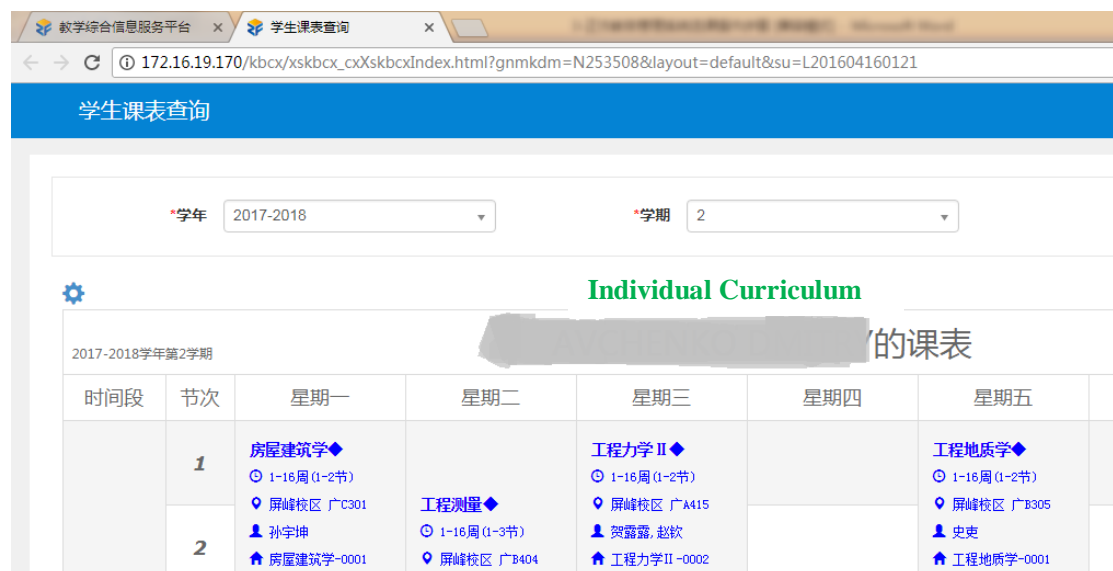 教学综合信息服务平台
学生课表查询
172.16.19.170/kbcx/xskbcx_cxXskbcxIndex.html?gnmkdm=N253508&layout=default&su=L201604160121
学生课表查询
*学年 2017-2018 *学期 2
Individual Curriculum
2017-2018学年第2学期
的课表
时间段 节次 星期一 星期二 星期三 星期四 星期五
1
房屋建筑学◆
1-16周(1-2节)
屏峰校区 广C301
孙宇坤
房屋建筑学-0001
工程测量◆
1-16周(1-3节)
屏峰校区 广B404
工程力学Ⅱ◆
1-16周(1-2节)
屏峰校区 广A415
贺露露,赵钦
工程力学II-0002
工程地质学◆
1-16周(1-2节)
屏峰校区 广B305
史吏
工程地质学-0001
2